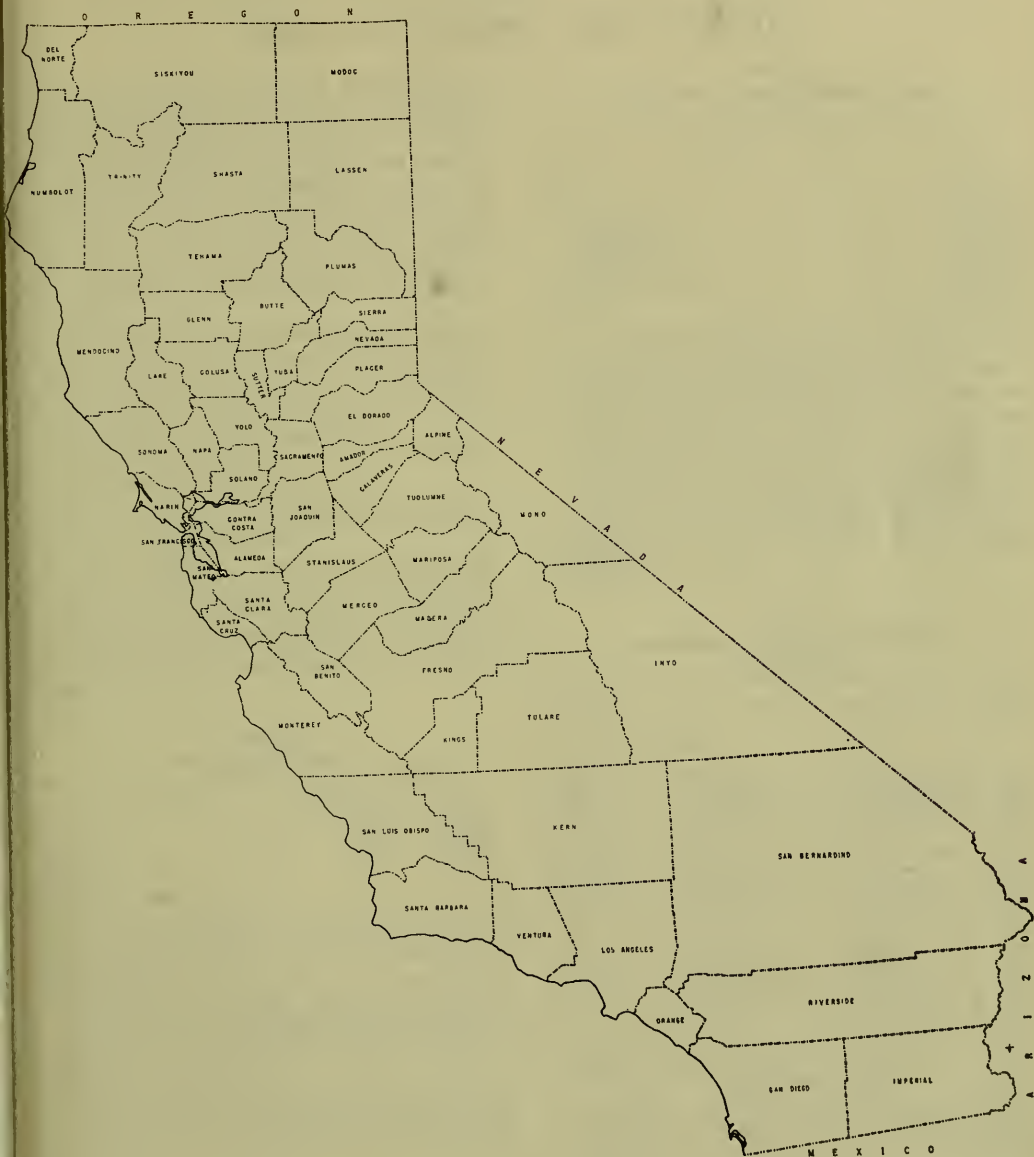 OREGON
DEL
NORTE
SISKIYOU
MODOC
HUMBOLDT
TRINITY
SHASTA
LASSEN
TEHAMA
PLUMAS
BUTTE
GLENN
SIERRA
NEVADA
MENDOCINO
LAKE
COLUSA
SUTTER
YUBA
PLACER
YOLO
EL DORADO
SONOMA
NAPA
SACRAMENTO
AMADOR
ALPINE
NEVADA
SOLANO
CALAVERAS
TUOLUMNE
MARIN
CONTRA
COSTA
SAN
JOAQUIN
MONO
SAN FRANCISCO
ALAMEDA
STANISLAUS
MARIPOSA
SAN
MATEO
SANTA
CLARA
MERCED
MADERA
SANTA
CRUZ
SAN
BENITO
FRESNO
INYO
MONTEREY
KINGS
TULARE
SAN LUIS OBISPO
KERN
SAN BERNARDINO
SANTA BARBARA
VENTURA
LOS ANGELES
ARIZONA
ORANGE
RIVERSIDE
SAN DIEGO
IMPERIAL
MEXICO